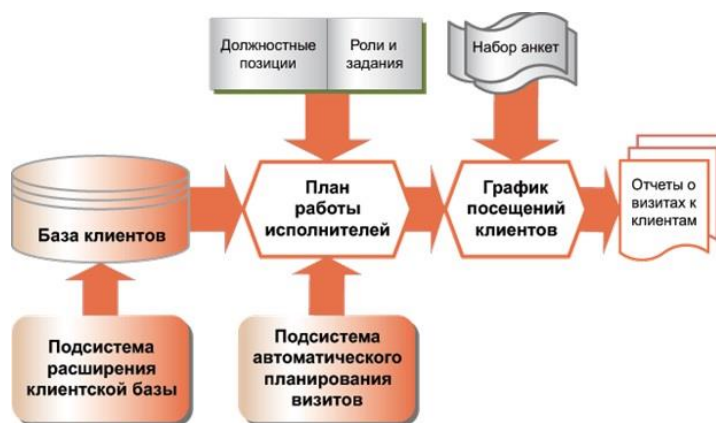 Должностные
позиции
Роли и
задания
Набор анкет
База клиентов
План
работы
исполнителей
График
посещений
клиентов
Отчеты о
визитах к
клиентам
Подсистема
расширения
клиентской базы
Подсистема
автоматического
планирования
визитов